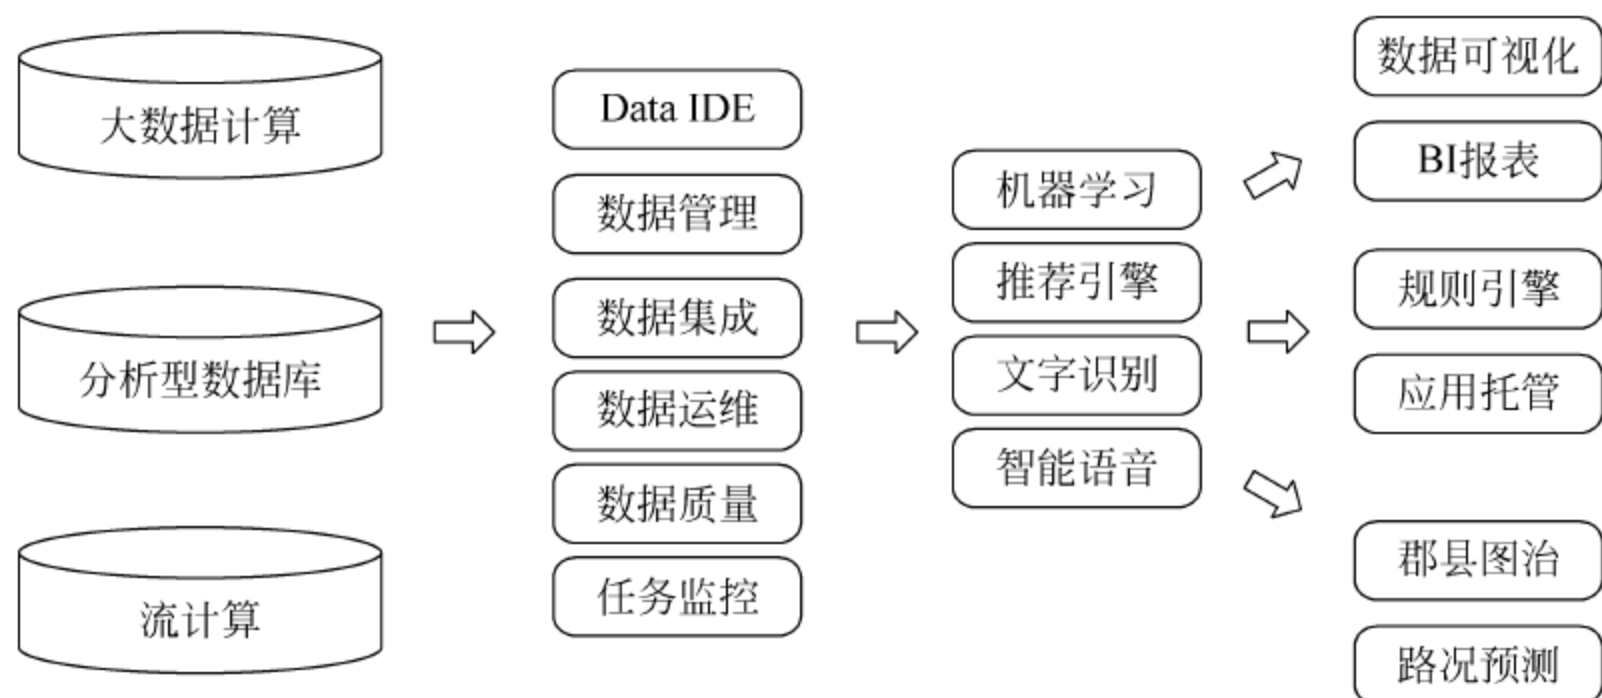 大数据计算
分析型数据库
流计算
Data IDE
数据管理
数据集成
数据运维
数据质量
任务监控
机器学习
推荐引擎
文字识别
智能语音
数据可视化
BI报表
规则引擎
应用托管
郡县图治
路况预测